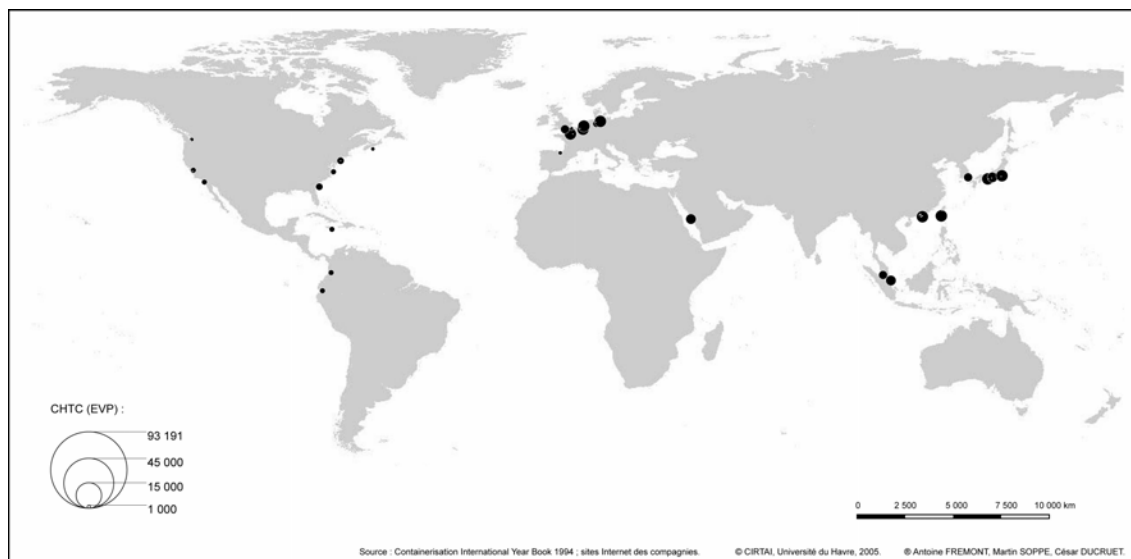 CHTC (EVP) :
93 191
45 000
15 000
1 000
0 2 500 5 000 7 500 10 000 km
Source : Containerisation International Year Book 1994 ; sites Internet des compagnies. © CIRTAI, Université du Havre, 2005. ® Antoine FREMONT, Martin SOPPE, César DUCRUET.